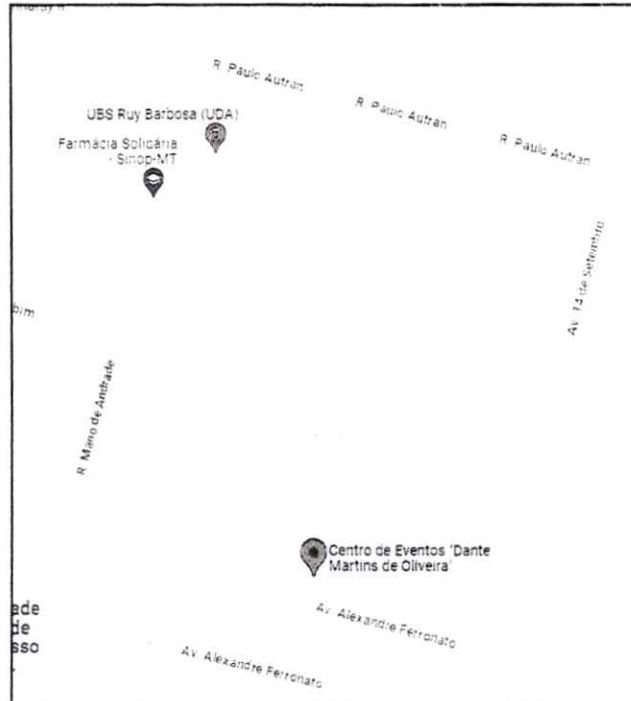 R. Paulo Autran
R. Paulo Autran
R. Paulo Autran
UBS Ruy Barbosa (UDA)
Farmácia Solidária
- Sinop-MT
Av. 14 de Setembro
bim
R. Mario de Andrade
Centro de Eventos 'Dante
Martins de Oliveira'
ade
de
sso
Av. Alexandre Ferronato
Av. Alexandre Ferronato